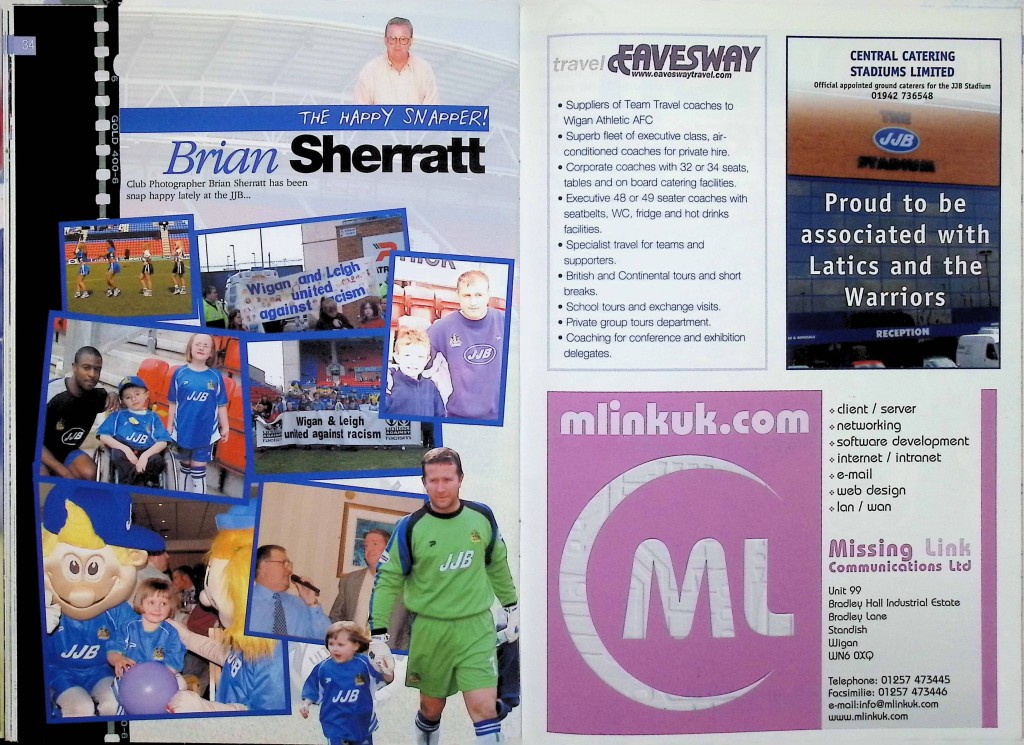 34
GOLD 400-6
6
THE HAPPY SNAPPER!
Brian Sherratt
Club Photographer Brian Sherratt has been
snap happy lately at the JJB...
Wigan and Leigh
united
against racism
JJB
JJB
JJB
JJB
Wigan & Leigh
united against racism
JJB
JJB
JJB
JJB
travel EAVESWAY
www.eaveswaytravel.com
• Suppliers of Team Travel coaches to
Wigan Athletic AFC
• Superb fleet of executive class, air-
conditioned coaches for private hire.
• Corporate coaches with 32 or 34 seats,
tables and on board catering facilities.
• Executive 48 or 49 seater coaches with
seatbelts, WC, fridge and hot drinks
facilities.
• Specialist travel for teams and
supporters.
• British and Continental tours and short
breaks.
• School tours and exchange visits.
• Private group tours department.
• Coaching for conference and exhibition
delegates.
CENTRAL CATERING
STADIUMS LIMITED
Official appointed ground caterers for the JJB Stadium
01942 736548
THE
JJB
STADIUM
Proud to be
associated with
Latics and the
Warriors
RECEPTION
mlinkuk.com
ML
client / server
networking
software development
internet / intranet
e-mail
web design
lan / wan
Missing Link
Communications Ltd
Unit 99
Bradley Hall Industrial Estate
Bradley Lane
Standish
Wigan
WN6 0XQ
Telephone: 01257 473445
Facsimilie: 01257 473446
e-mail:info@mlinkuk.com
www.mlinkuk.com